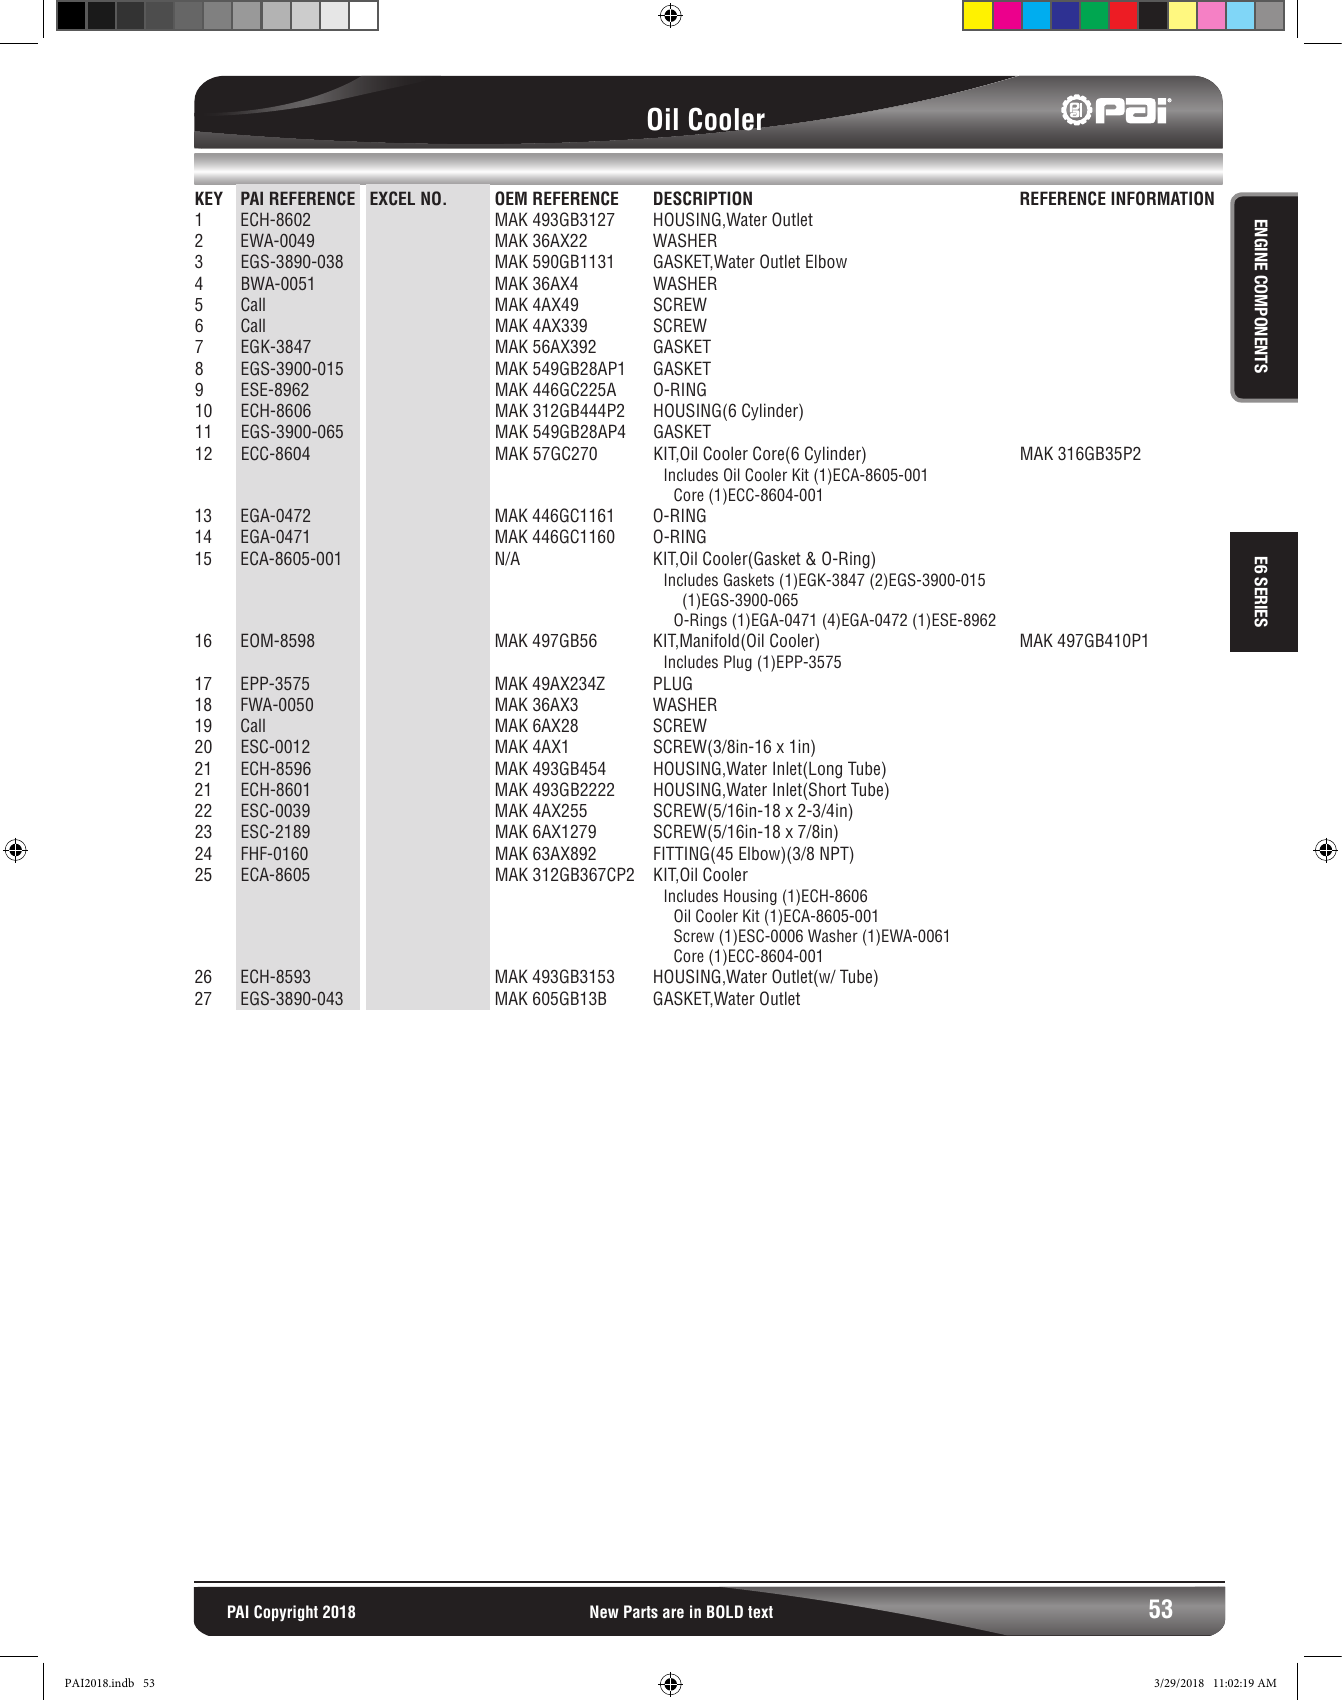 Oil Cooler
PAI PAI
KEY PAI REFERENCE EXCEL NO. OEM REFERENCE DESCRIPTION REFERENCE INFORMATION
1 ECH-8602 MAK 493GB3127 HOUSING,Water Outlet
2 EWA-0049 MAK 36AX22 WASHER
3 EGS-3890-038 MAK 590GB1131 GASKET,Water Outlet Elbow
4 BWA-0051 MAK 36AX4 WASHER
5 Call MAK 4AX49 SCREW
6 Call MAK 4AX339 SCREW
7 EGK-3847 MAK 56AX392 GASKET
8 EGS-3900-015 MAK 549GB28AP1 GASKET
9 ESE-8962 MAK 446GC225A O-RING
10 ECH-8606 MAK 312GB444P2 HOUSING(6 Cylinder)
11 EGS-3900-065 MAK 549GB28AP4 GASKET
12 ECC-8604 MAK 57GC270 KIT,Oil Cooler Core(6 Cylinder) MAK 316GB35P2
Includes Oil Cooler Kit (1)ECA-8605-001
Core (1)ECC-8604-001
13 EGA-0472 MAK 446GC1161 O-RING
14 EGA-0471 MAK 446GC1160 O-RING
15 ECA-8605-001 N/A KIT,Oil Cooler(Gasket & O-Ring)
Includes Gaskets (1)EGK-3847 (2)EGS-3900-015
(1)EGS-3900-065
O-Rings (1)EGA-0471 (4)EGA-0472 (1)ESE-8962
16 EOM-8598 MAK 497GB56 KIT,Manifold(Oil Cooler) MAK 497GB410P1
Includes Plug (1)EPP-3575
17 EPP-3575 MAK 49AX234Z PLUG
18 FWA-0050 MAK 36AX3 WASHER
19 Call MAK 6AX28 SCREW
20 ESC-0012 MAK 4AX1 SCREW(3/8in-16 x 1in)
21 ECH-8596 MAK 493GB454 HOUSING,Water Inlet(Long Tube)
21 ECH-8601 MAK 493GB2222 HOUSING,Water Inlet(Short Tube)
22 ESC-0039 MAK 4AX255 SCREW(5/16in-18 x 2-3/4in)
23 ESC-2189 MAK 6AX1279 SCREW(5/16in-18 x 7/8in)
24 FHF-0160 MAK 63AX892 FITTING(45 Elbow)(3/8 NPT)
25 ECA-8605 MAK 312GB367CP2 KIT,Oil Cooler
Includes Housing (1)ECH-8606
Oil Cooler Kit (1)ECA-8605-001
Screw (1)ESC-0006 Washer (1)EWA-0061
Core (1)ECC-8604-001
26 ECH-8593 MAK 493GB3153 HOUSING,Water Outlet(w/ Tube)
27 EGS-3890-043 MAK 605GB13B GASKET,Water Outlet
ENGINE COMPONENTS
E6 SERIES
PAI Copyright 2018 New Parts are in BOLD text 53
PAI2018.indb 53 3/29/2018 11:02:19 AM